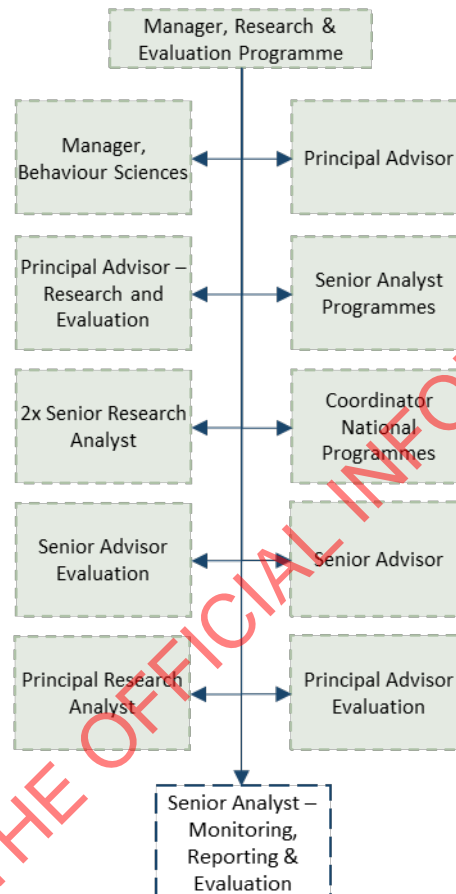 Manager, Research &
Evaluation Programme
Manager,
Behaviour Sciences
Principal Advisor
Principal Advisor –
Research and
Evaluation
Senior Analyst
Programmes
2x Senior Research
Analyst
Coordinator
National
Programmes
Senior Advisor
Evaluation
Senior Advisor
Principal Research
Analyst
Principal Advisor
Evaluation
Senior Analyst –
Monitoring,
Reporting &
Evaluation
THE OFFICIAL INFO